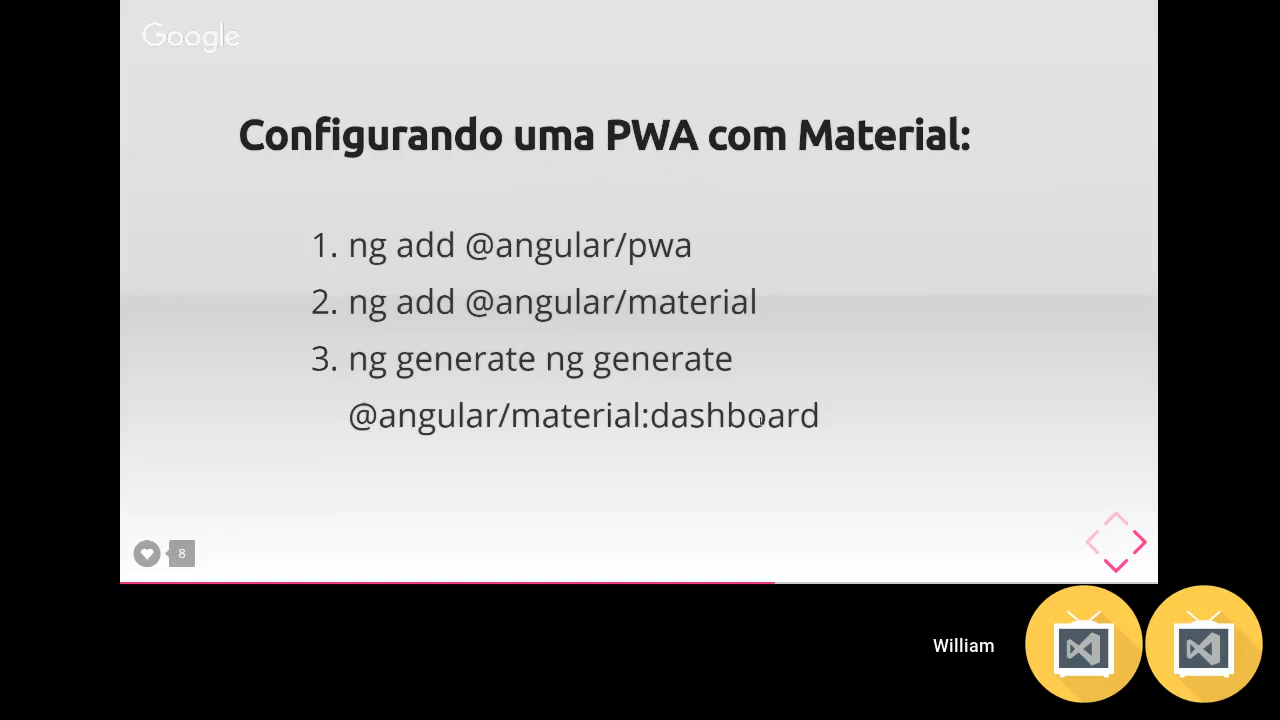 Google
Configurando uma PWA com Material:
1. ng add @angular/pwa
2. ng add @angular/material
3. ng generate ng generate
@angular/material:dashboard
8
William